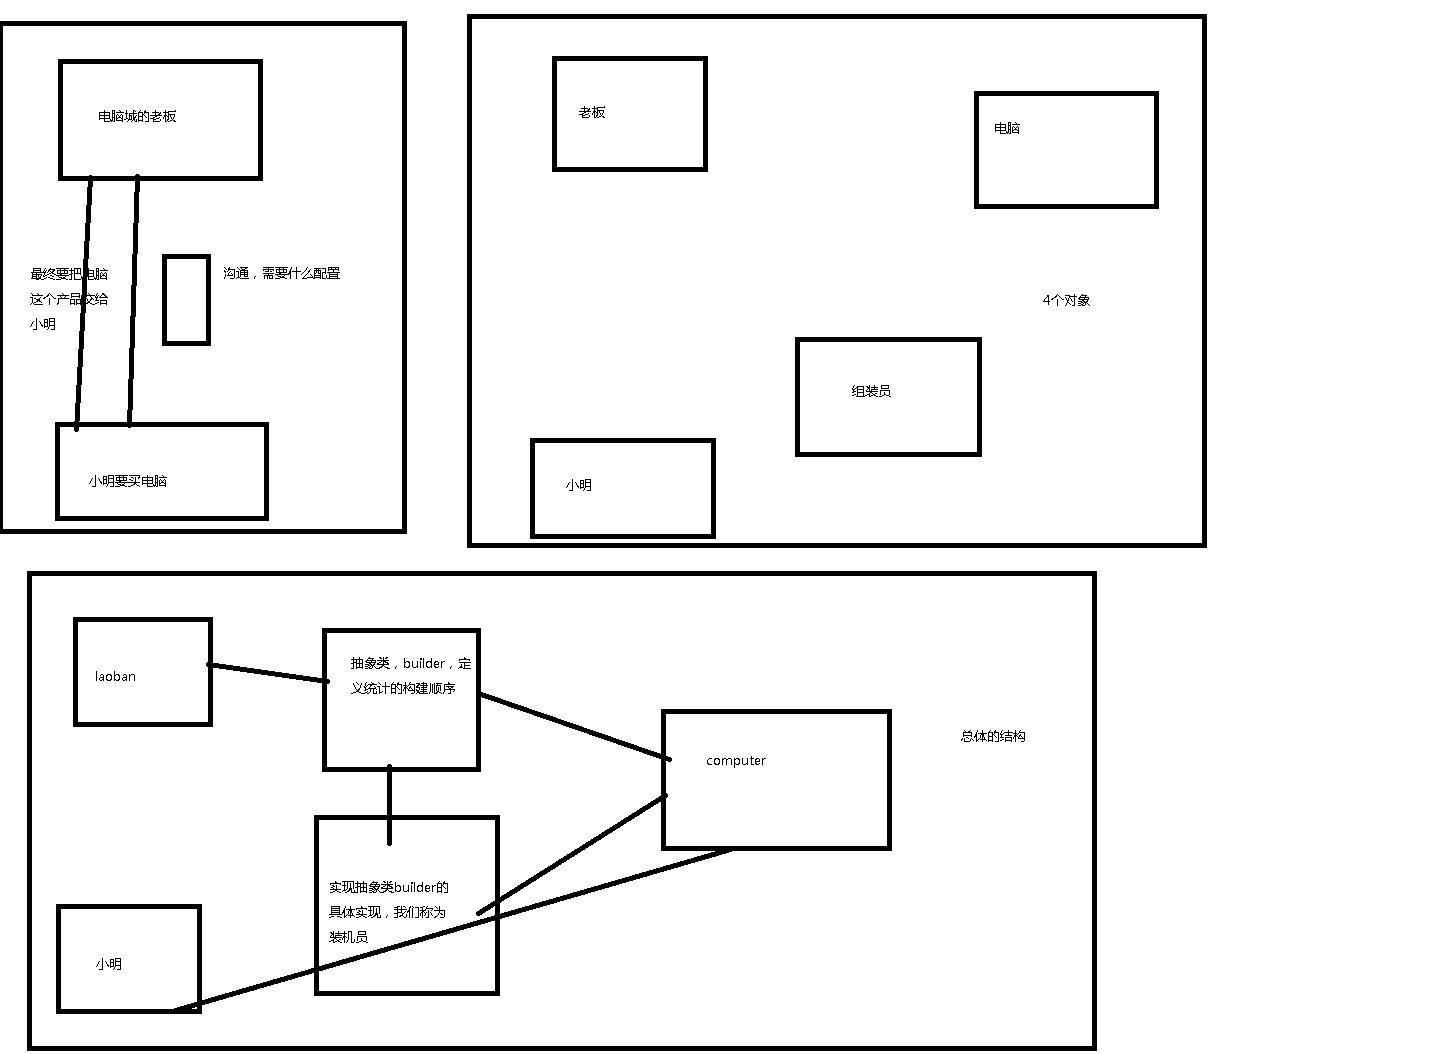 电脑城的老板
最终要把电脑
这个产品交给
小明
沟通，需要什么配置
小明要买电脑
老板
电脑
4个对象
组装员
小明
laoban
抽象类，builder，定
义统计的构建顺序
computer
总体的结构
实现抽象类builder的
具体实现，我们称为
装机员
小明